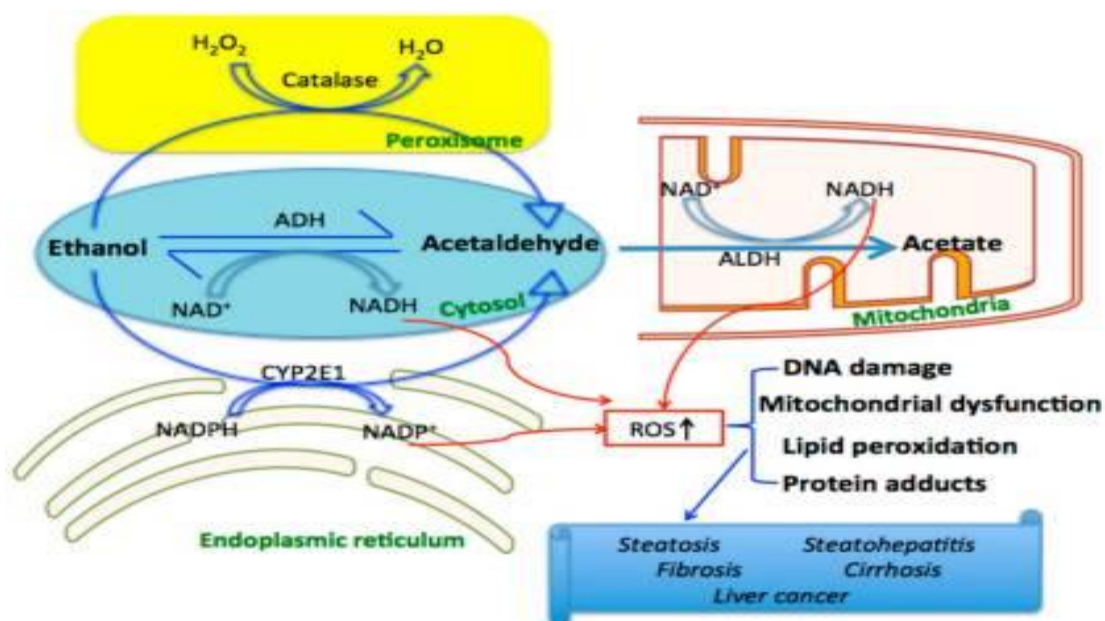 H₂O₂
H₂O
Catalase
Peroxisome
ADH
Ethanol
Acetaldehyde
NAD⁺
NADH
Cytosol
NAD⁺
NADH
ALDH
Acetate
Mitochondria
CYP2E1
NADPH
NADP⁺
Endoplasmic reticulum
ROS↑
DNA damage
Mitochondrial dysfunction
Lipid peroxidation
Protein adducts
Steatosis Steatohepatitis
Fibrosis Cirrhosis
Liver cancer